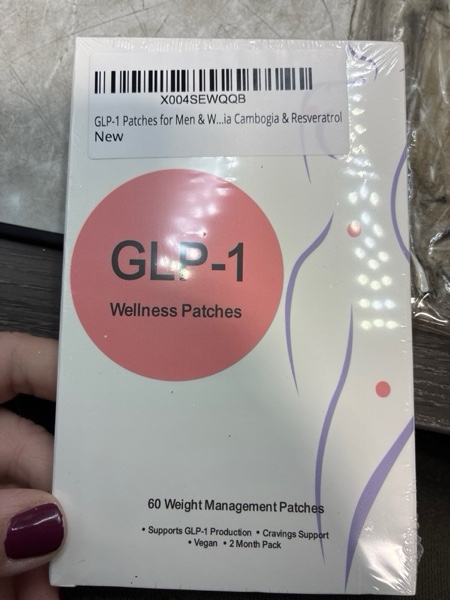 X004SEWQQB
GLP-1 Patches for Men & W...ia Cambogia & Resveratrol
New
GLP-1
Wellness Patches
60 Weight Management Patches
• Supports GLP-1 Production • Cravings Support
• Vegan • 2 Month Pack